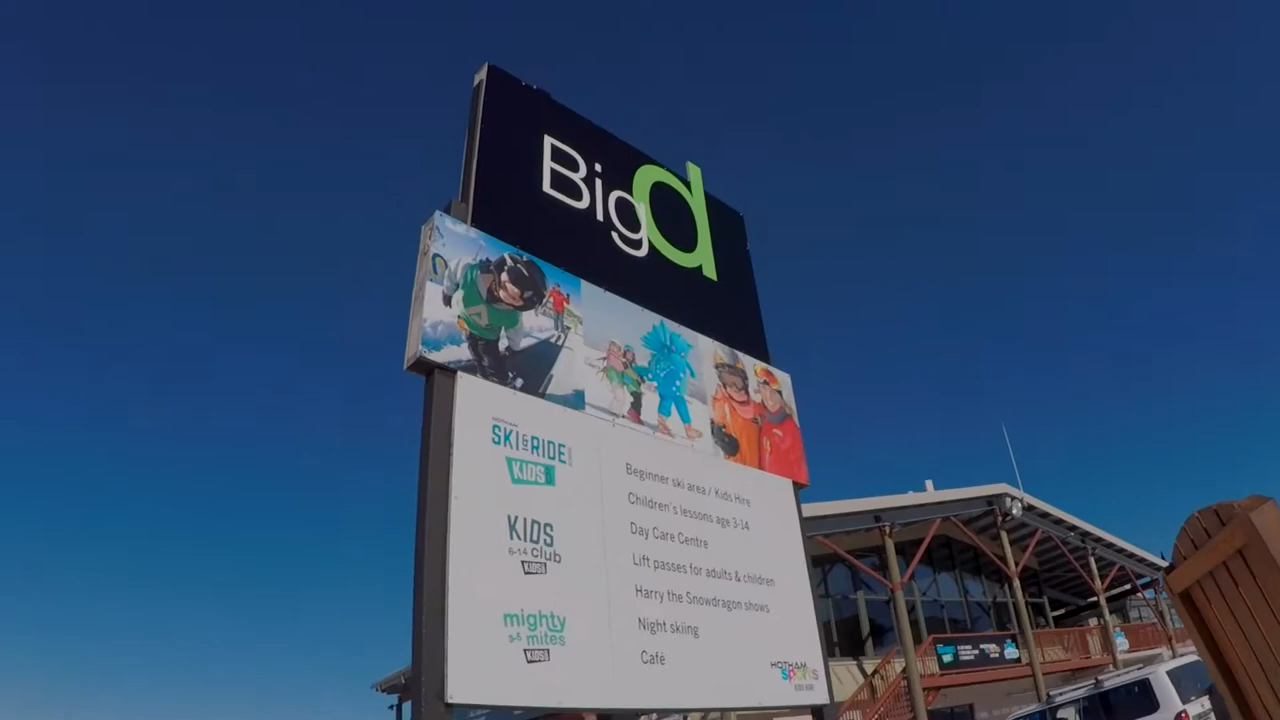 Big d
SKI & RIDE
KIDS
KIDS
6-14 club
KIDS
mighty
3-5 mites
KIDS
Beginner ski area / Kids Hire
Children's lessons age 3-14
Day Care Centre
Lift passes for adults & children
Harry the Snowdragon shows
Night skiing
Café
HOTHAM
sports
KIDS HIRE